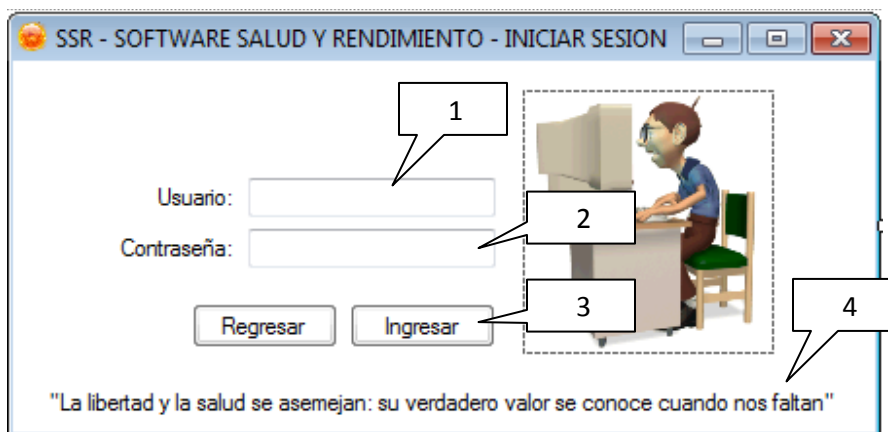 SSR - SOFTWARE SALUD Y RENDIMIENTO - INICIAR SESION
1
Usuario:
2
Contraseña:
Regresar
Ingresar
3
4
"La libertad y la salud se asemejan: su verdadero valor se conoce cuando nos faltan"